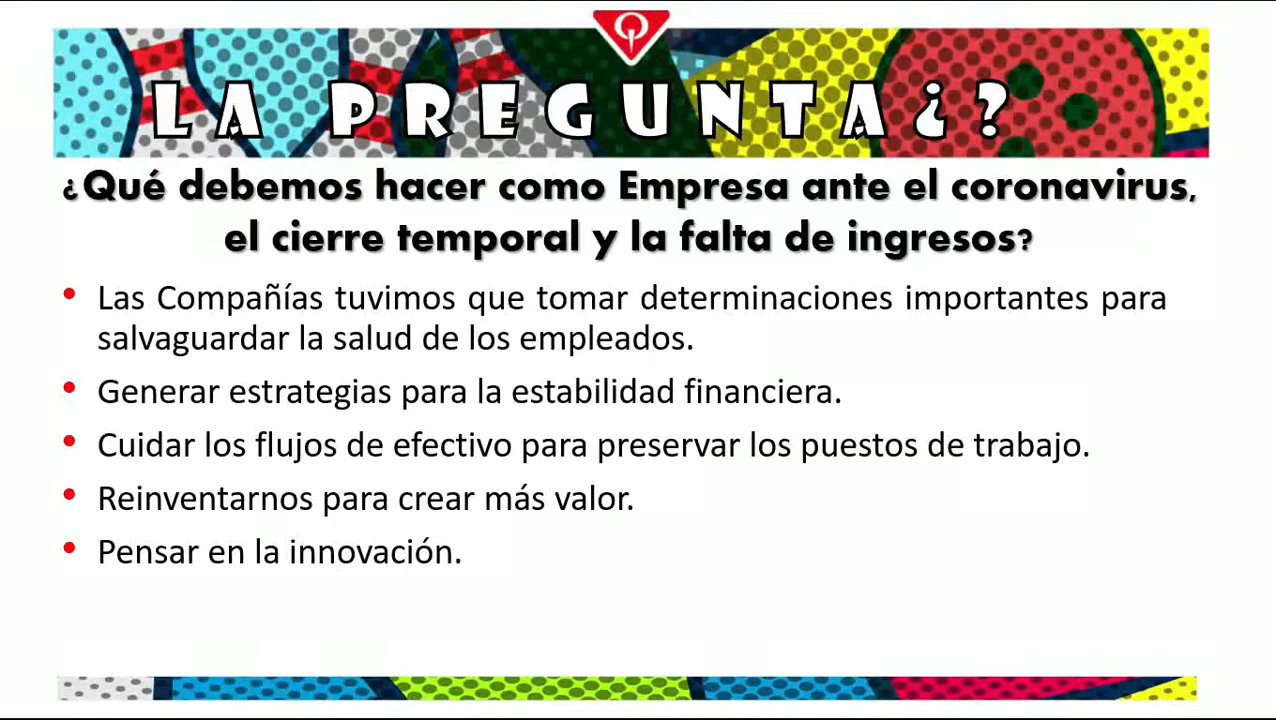 LA PREGUNTA¿?
¿Qué debemos hacer como Empresa ante el coronavirus,
el cierre temporal y la falta de ingresos?
• Las Compañías tuvimos que tomar determinaciones importantes para
salvaguardar la salud de los empleados.
• Generar estrategias para la estabilidad financiera.
• Cuidar los flujos de efectivo para preservar los puestos de trabajo.
• Reinventarnos para crear más valor.
• Pensar en la innovación.